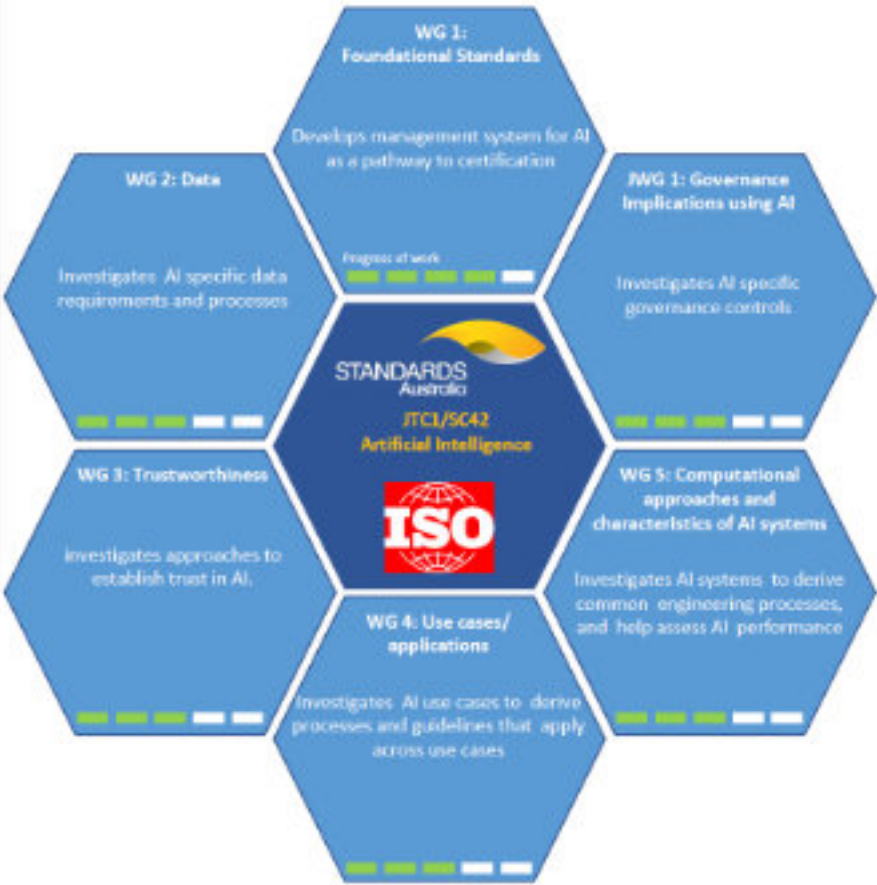 WG 1:
Foundational Standards
Develops management system for AI
as a pathway to certification
Progress of work
WG 2: Data
Investigates AI specific data
requirements and processes
JWG 1: Governance
Implications using AI
Investigates AI specific
governance controls
STANDARDS
Australia
JTC1/SC42
Artificial Intelligence
ISO
WG 3: Trustworthiness
investigates approaches to
establish trust in AI.
WG 5: Computational
approaches and
characteristics of AI systems
Investigates AI systems to derive
common engineering processes,
and help assess AI performance
WG 4: Use cases/
applications
Investigates AI use cases to derive
processes and guidelines that apply
across use cases